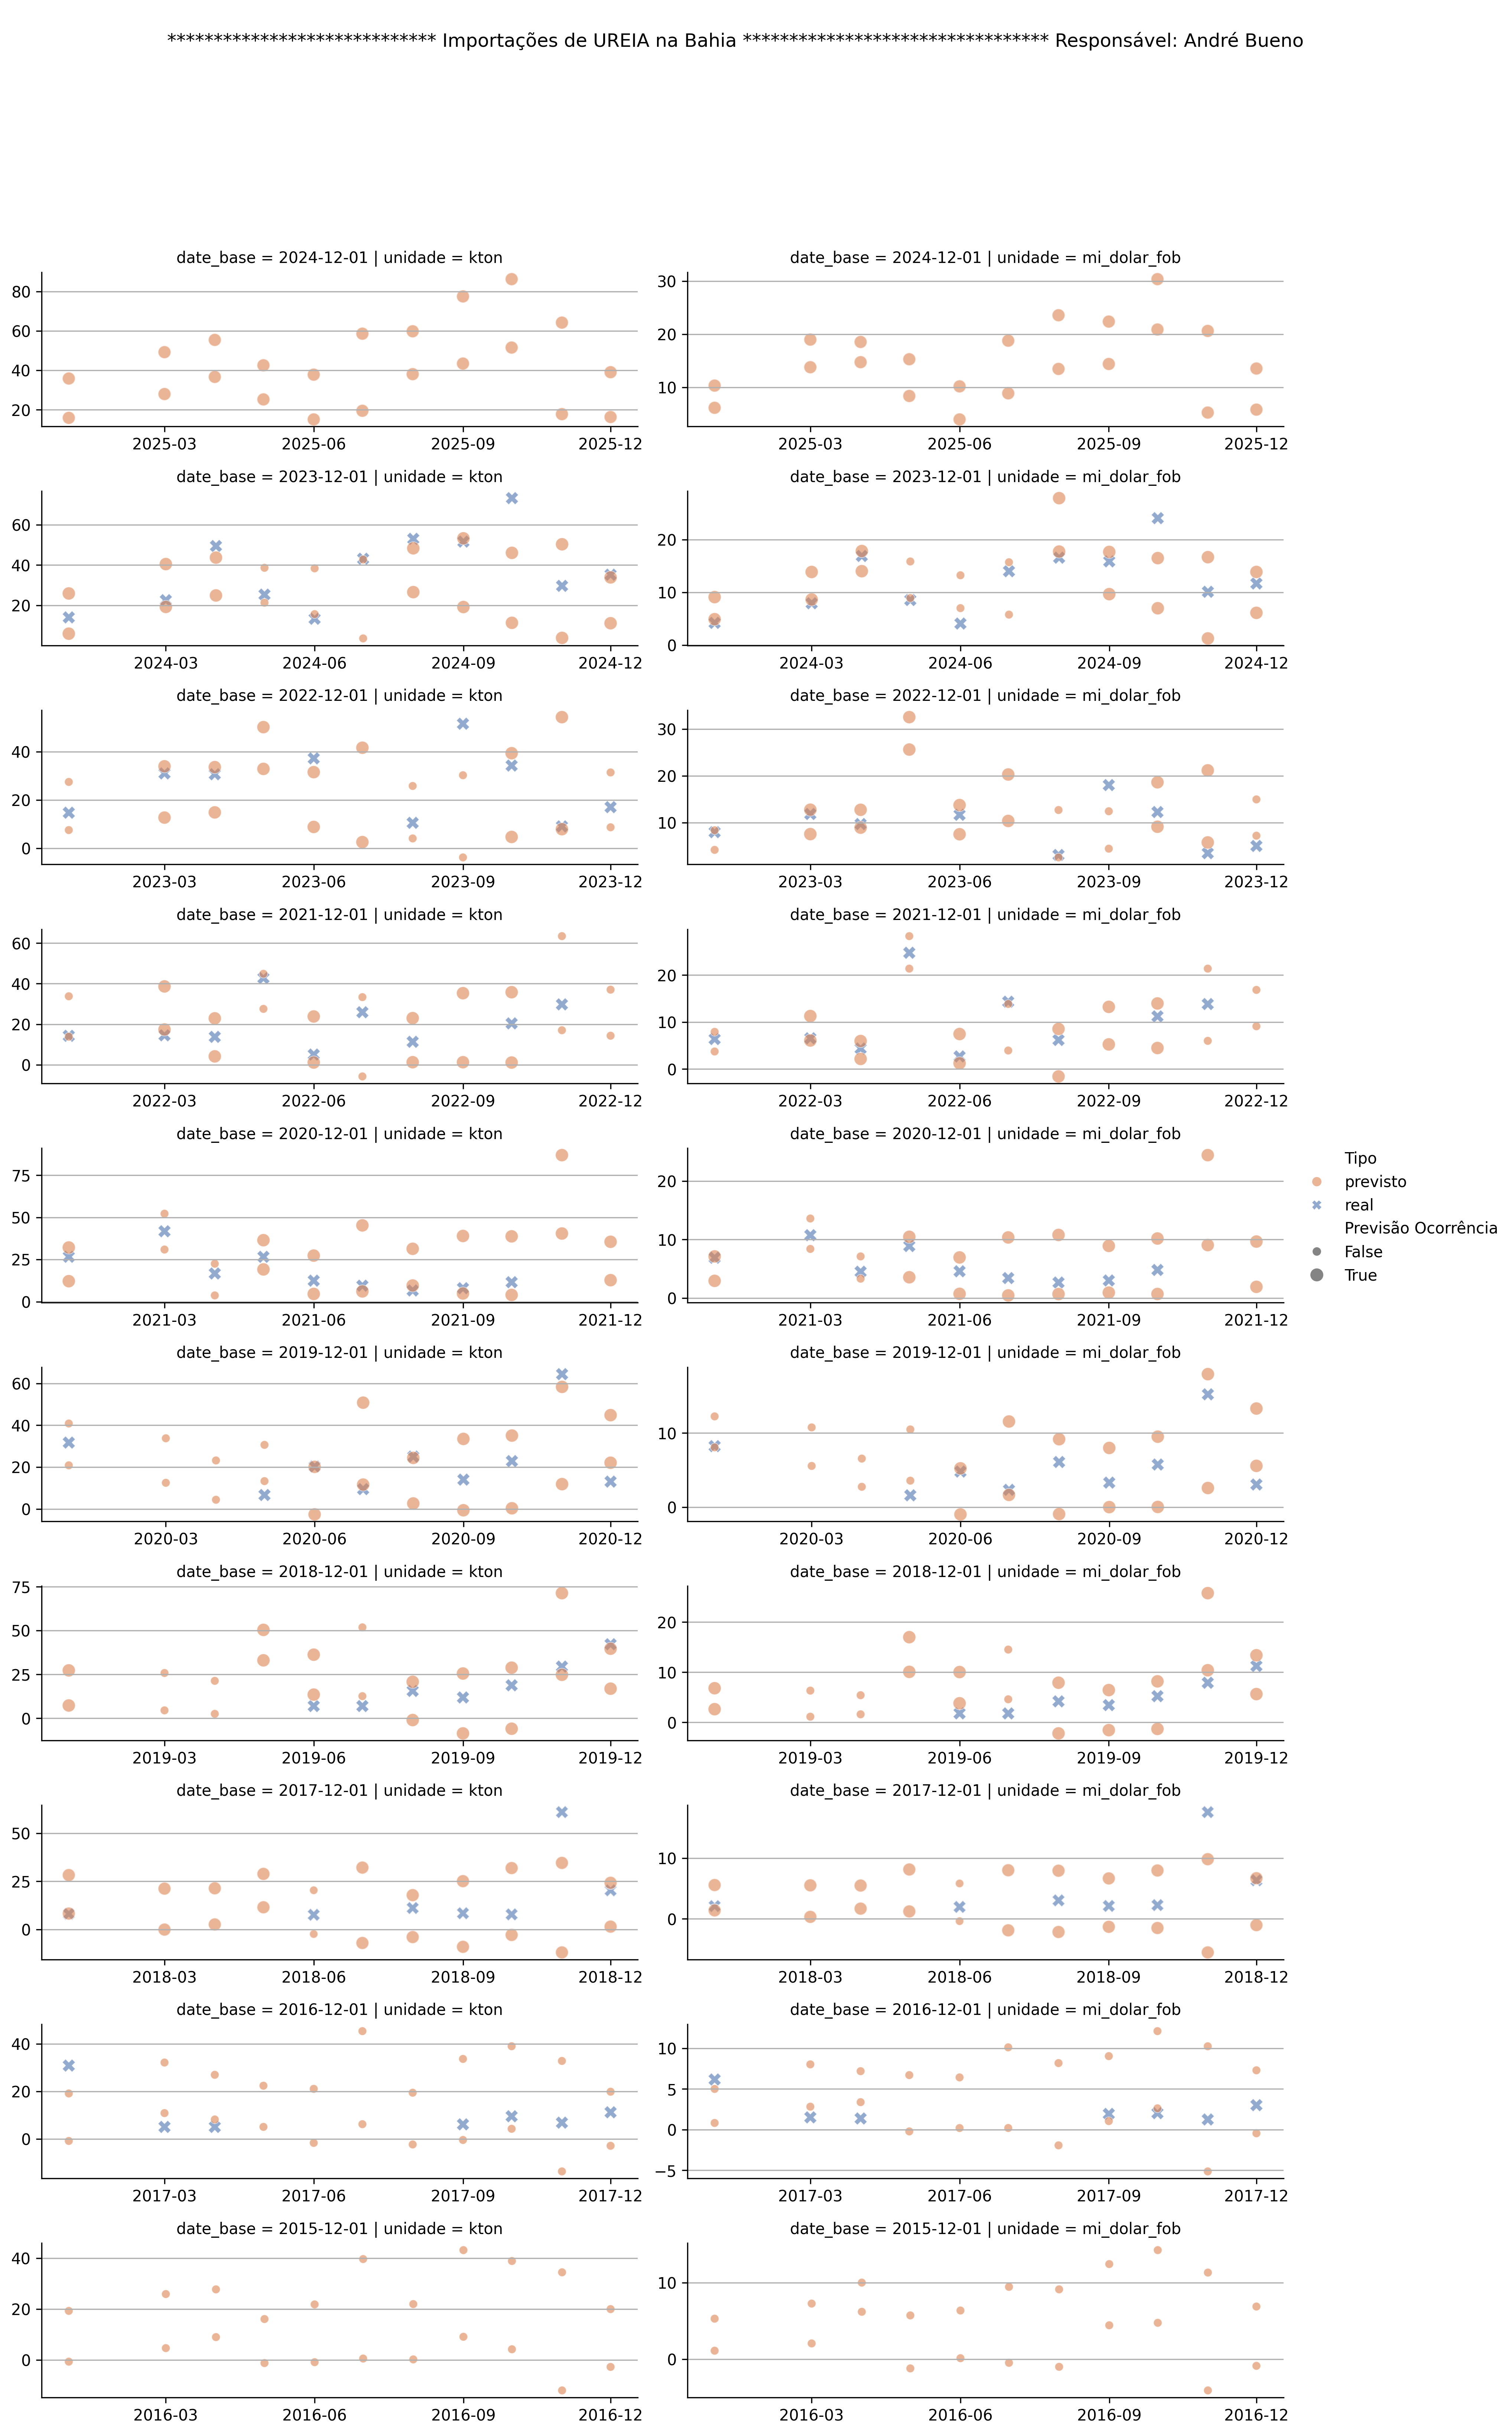 ***************************** Importações de UREIA na Bahia ********************************* Responsável: André Bueno
date_base = 2024-12-01 | unidade = kton
80
60
40
20
2025-03 2025-06 2025-09 2025-12
date_base = 2024-12-01 | unidade = mi_dolar_fob
30
20
10
2025-03 2025-06 2025-09 2025-12
date_base = 2023-12-01 | unidade = kton
60
40
20
2024-03 2024-06 2024-09 2024-12
date_base = 2023-12-01 | unidade = mi_dolar_fob
20
10
0
2024-03 2024-06 2024-09 2024-12
date_base = 2022-12-01 | unidade = kton
40
20
0
2023-03 2023-06 2023-09 2023-12
date_base = 2022-12-01 | unidade = mi_dolar_fob
30
20
10
2023-03 2023-06 2023-09 2023-12
date_base = 2021-12-01 | unidade = kton
60
40
20
0
2022-03 2022-06 2022-09 2022-12
date_base = 2021-12-01 | unidade = mi_dolar_fob
20
10
0
2022-03 2022-06 2022-09 2022-12
date_base = 2020-12-01 | unidade = kton
75
50
25
0
2021-03 2021-06 2021-09 2021-12
date_base = 2020-12-01 | unidade = mi_dolar_fob
20
10
0
2021-03 2021-06 2021-09 2021-12
Tipo
previsto
real
Previsão Ocorrência
False
True
date_base = 2019-12-01 | unidade = kton
60
40
20
0
2020-03 2020-06 2020-09 2020-12
date_base = 2019-12-01 | unidade = mi_dolar_fob
10
0
2020-03 2020-06 2020-09 2020-12
date_base = 2018-12-01 | unidade = kton
75
50
25
0
2019-03 2019-06 2019-09 2019-12
date_base = 2018-12-01 | unidade = mi_dolar_fob
20
10
0
2019-03 2019-06 2019-09 2019-12
date_base = 2017-12-01 | unidade = kton
50
25
0
2018-03 2018-06 2018-09 2018-12
date_base = 2017-12-01 | unidade = mi_dolar_fob
10
0
2018-03 2018-06 2018-09 2018-12
date_base = 2016-12-01 | unidade = kton
40
20
0
2017-03 2017-06 2017-09 2017-12
date_base = 2016-12-01 | unidade = mi_dolar_fob
10
5
0
−5
2017-03 2017-06 2017-09 2017-12
date_base = 2015-12-01 | unidade = kton
40
20
0
2016-03 2016-06 2016-09 2016-12
date_base = 2015-12-01 | unidade = mi_dolar_fob
10
0
2016-03 2016-06 2016-09 2016-12